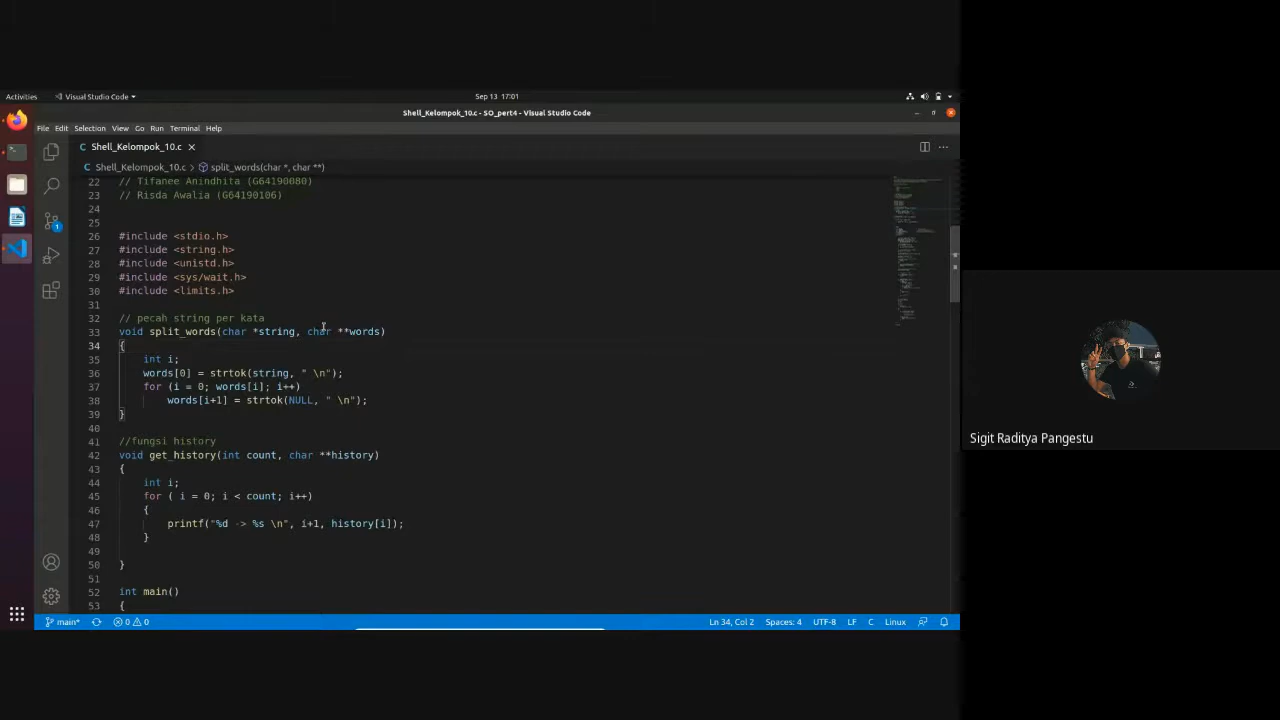 Activities
Visual Studio Code
Sep 13 17:01
Shell_Kelompok_10.c - SO_pert4 - Visual Studio Code
File Edit Selection View Go Run Terminal Help
C Shell_Kelompok_10.c
C Shell_Kelompok_10.c > split_words(char *, char **)
22 // Tifanee Anindhita (G64190080)
23 // Risda Awalia (G64190106)
24
25
26 #include <stdio.h>
27 #include <string.h>
28 #include <unistd.h>
29 #include <sys/wait.h>
30 #include <limits.h>
31
32 // pecah string per kata
33 void split_words(char *string, char **words)
34 {
35 int i;
36 words[0] = strtok(string, " \n");
37 for (i = 0; words[i]; i++)
38 words[i+1] = strtok(NULL, " \n");
39 }
40
41 //fungsi history
42 void get_history(int count, char **history)
43 {
44 int i;
45 for ( i = 0; i < count; i++)
46 {
47 printf("%d -> %s \n", i+1, history[i]);
48 }
49
50 }
51
52 int main()
53 {
1
main* 0 0 Ln 34, Col 2 Spaces: 4 UTF-8 LF C Linux
Sigit Raditya Pangestu